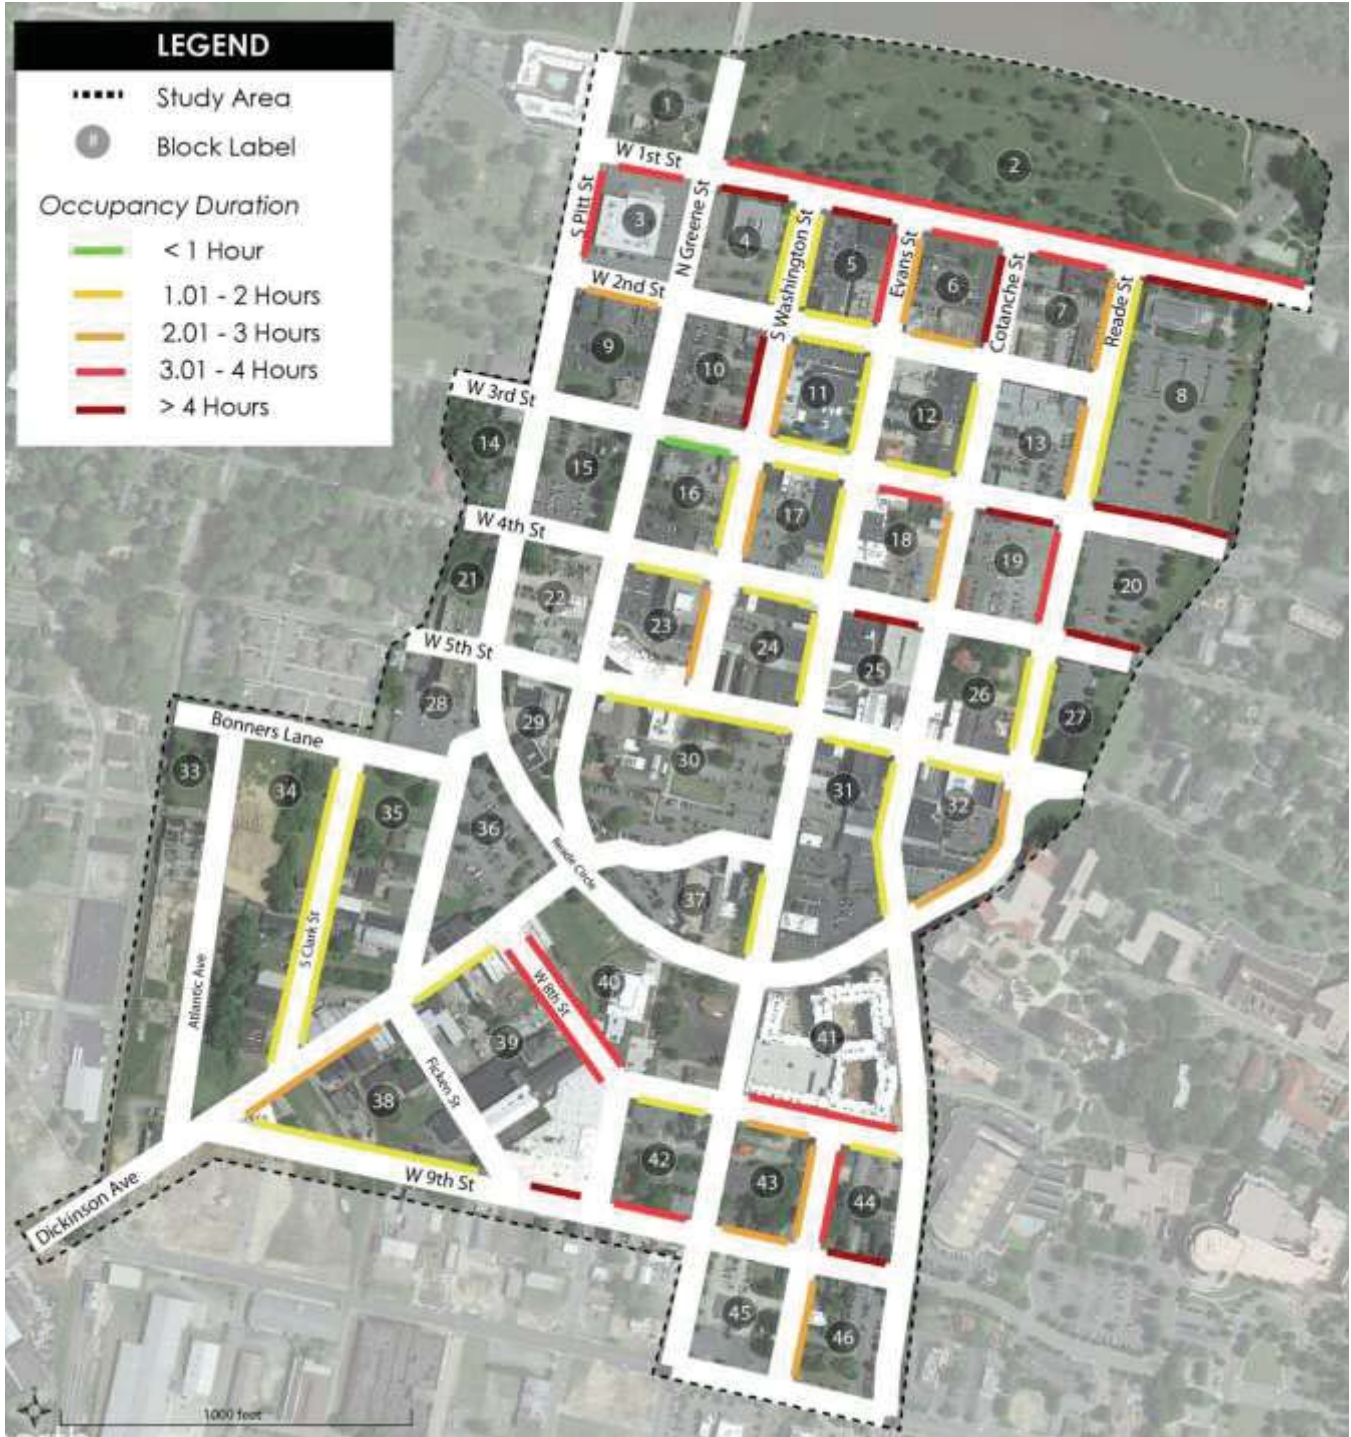 LEGEND
Study Area
#
Block Label
Occupancy Duration
< 1 Hour
1.01 - 2 Hours
2.01 - 3 Hours
3.01 - 4 Hours
> 4 Hours
1
2
W 1st St
S Pitt St
3
N Greene St
4
S Washington St
5
Evans St
6
Cotanche St
7
Reade St
8
W 2nd St
9
10
11
12
13
W 3rd St
14
15
16
17
18
19
20
W 4th St
21
22
23
24
25
26
27
W 5th St
28
29
30
31
32
Bonners Lane
33
34
35
36
Reade Circle
37
S Clark St
Atlantic Ave
W 8th St
40
39
41
Ficken St
38
42
43
44
W 9th St
Dickinson Ave
45
46
1000 feet